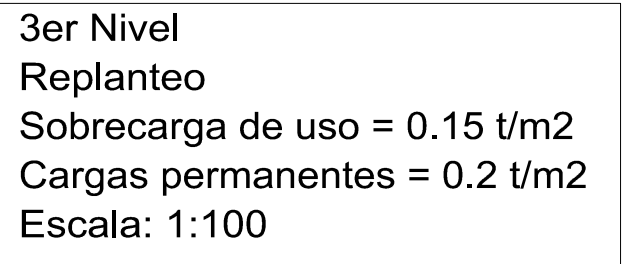 3er Nivel
Replanteo
Sobrecarga de uso = 0.15 t/m2
Cargas permanentes = 0.2 t/m2
Escala: 1:100